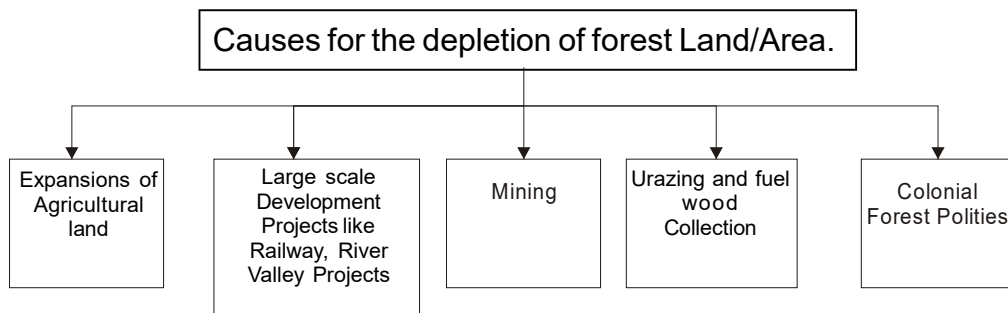 Causes for the depletion of forest Land/Area.
Expansions of
Agricultural
land
Large scale
Development
Projects like
Railway, River
Valley Projects
Mining
Urazing and fuel
wood
Collection
Colonial
Forest Polities